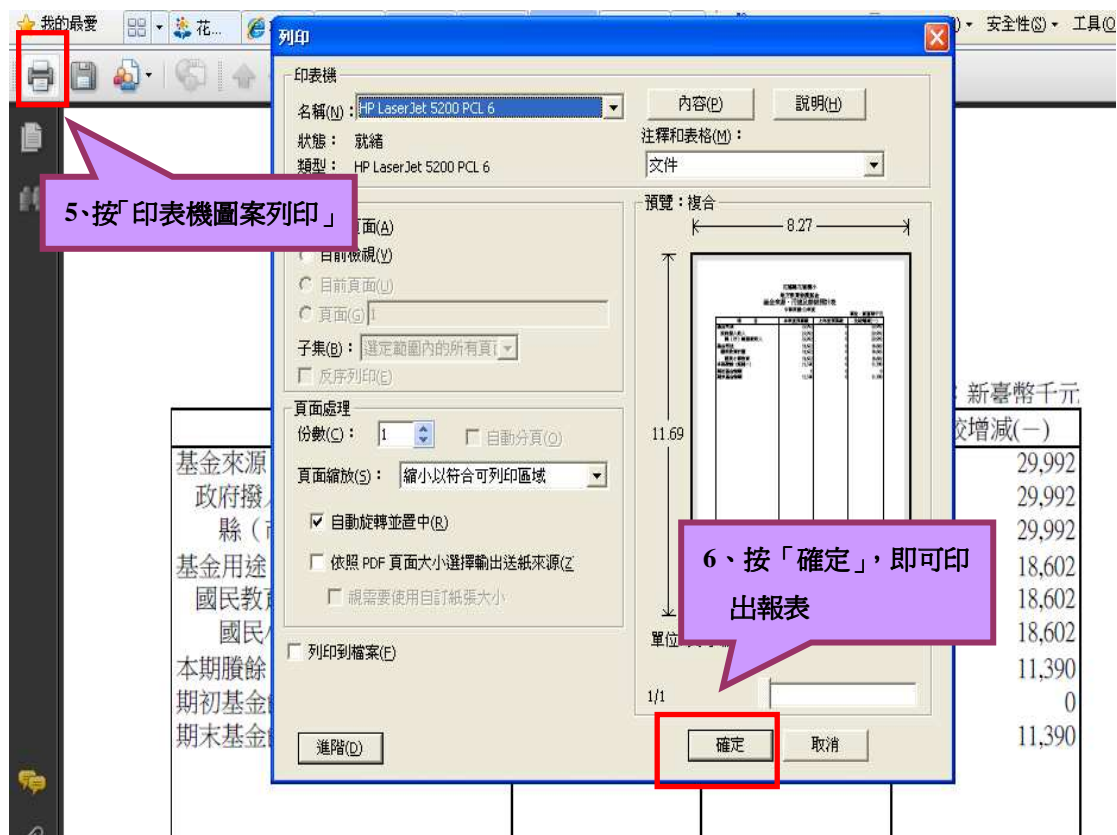 我的最愛
花...
安全性(S)
工具(O
列印
印表機
名稱(N)：HP LaserJet 5200 PCL 6
內容(P)
說明(H)
狀態： 就緒
注釋和表格(M)：
類型： HP LaserJet 5200 PCL 6
文件
5、按「印表機圖案列印」
預覽：複合
頁面(A)
8.27
目前檢視(V)
目前頁面(U)
頁面(G) 1
子集(B)： 選定範圍內的所有頁
反序列印(E)
頁面處理
份數(C)： 1 自動分頁(O)
11.69
頁面縮放(S)： 縮小以符合可列印區域
自動旋轉並置中(R)
依照 PDF 頁面大小選擇輸出送紙來源(Z
視需要使用自訂紙張大小
6、按「確定」，即可印
出報表
單位
列印到檔案(F)
1/1
進階(D)
確定
取消
新臺幣千元
增減(－)
基金來源 29,992
政府撥 29,992
縣（ 29,992
基金用途 18,602
國民教 18,602
國民 18,602
本期賸餘 11,390
期初基金 0
期末基金 11,390